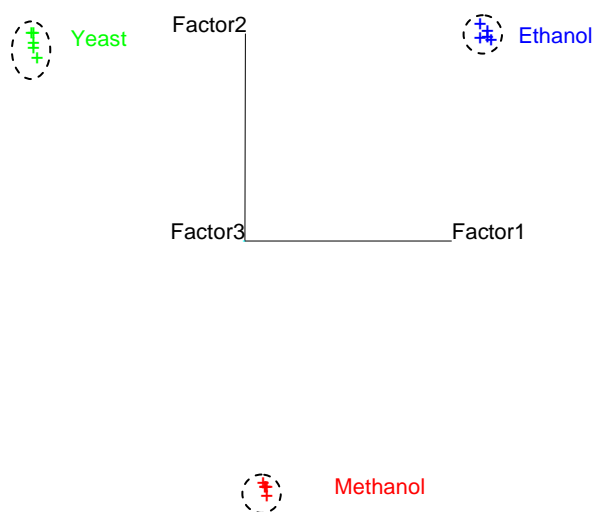 Factor2
Yeast
Ethanol
Factor3
Factor1
Methanol